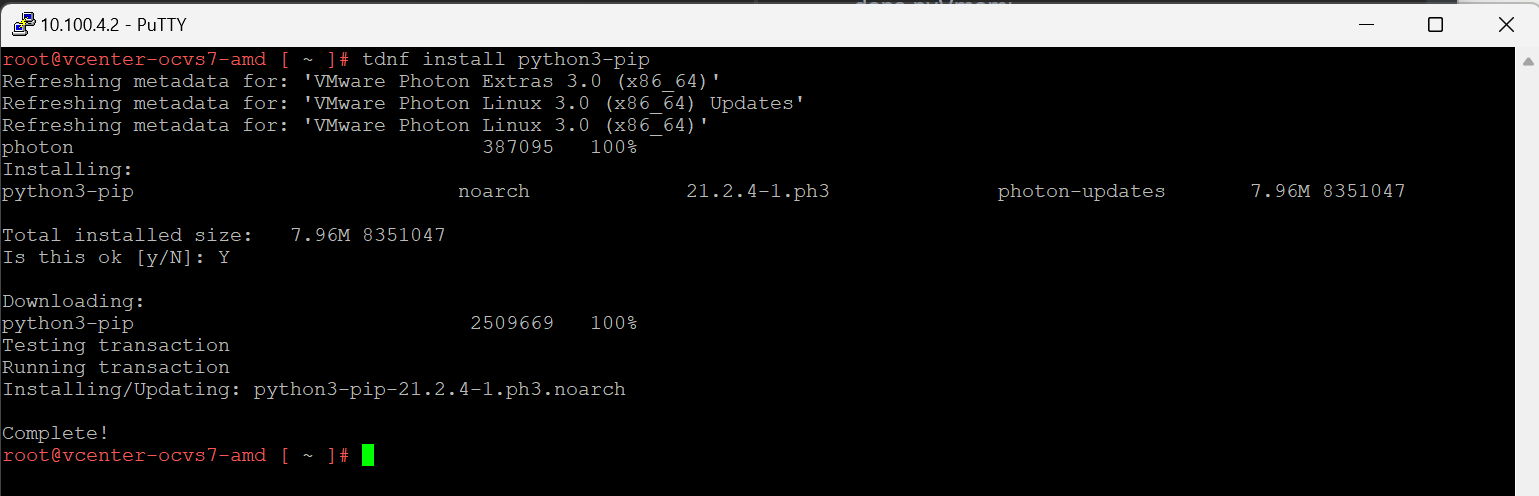 10.100.4.2 - PuTTY
root@vcenter-ocvs7-amd [ ~ ]# tdnf install python3-pip
Refreshing metadata for: 'VMware Photon Extras 3.0 (x86_64)'
Refreshing metadata for: 'VMware Photon Linux 3.0 (x86_64) Updates'
Refreshing metadata for: 'VMware Photon Linux 3.0 (x86_64)'
photon 387095 100%
Installing:
python3-pip noarch 21.2.4-1.ph3 photon-updates 7.96M 8351047
Total installed size: 7.96M 8351047
Is this ok [y/N]: Y
Downloading:
python3-pip 2509669 100%
Testing transaction
Running transaction
Installing/Updating: python3-pip-21.2.4-1.ph3.noarch
Complete!
root@vcenter-ocvs7-amd [ ~ ]#